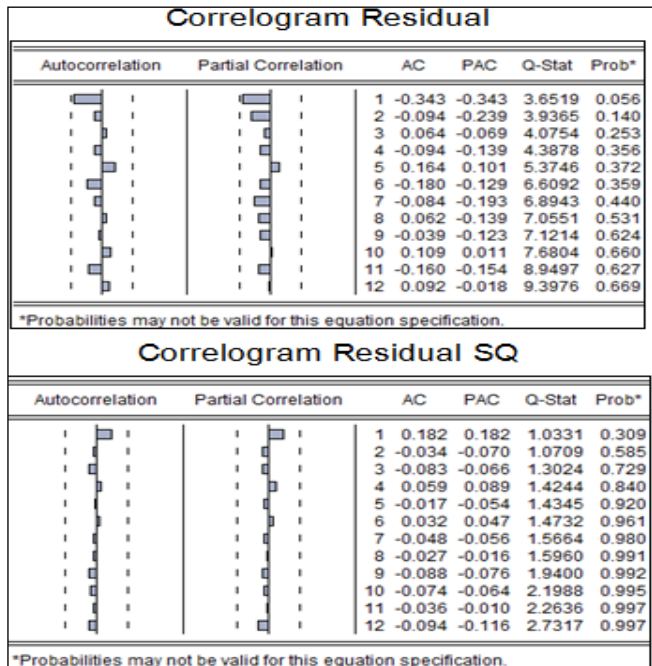 Correlogram Residual
Autocorrelation Partial Correlation AC PAC Q-Stat Prob*
1 -0.343 -0.343 3.6519 0.056
2 -0.094 -0.239 3.9365 0.140
3 0.064 -0.069 4.0754 0.253
4 -0.094 -0.139 4.3878 0.356
5 0.164 0.101 5.3746 0.372
6 -0.180 -0.129 6.6092 0.359
7 -0.084 -0.193 6.8943 0.440
8 0.062 -0.139 7.0551 0.531
9 -0.039 -0.123 7.1214 0.624
10 0.109 0.011 7.6804 0.660
11 -0.160 -0.154 8.9497 0.627
12 0.092 -0.018 9.3976 0.669
*Probabilities may not be valid for this equation specification.
Correlogram Residual SQ
Autocorrelation Partial Correlation AC PAC Q-Stat Prob*
1 0.182 0.182 1.0331 0.309
2 -0.034 -0.070 1.0709 0.585
3 -0.083 -0.066 1.3024 0.729
4 0.059 0.089 1.4244 0.840
5 -0.017 -0.054 1.4345 0.920
6 0.032 0.047 1.4732 0.961
7 -0.048 -0.056 1.5664 0.980
8 -0.027 -0.016 1.5960 0.991
9 -0.088 -0.076 1.9400 0.992
10 -0.074 -0.064 2.1988 0.995
11 -0.036 -0.010 2.2636 0.997
12 -0.094 -0.116 2.7317 0.997
*Probabilities may not be valid for this equation specification.